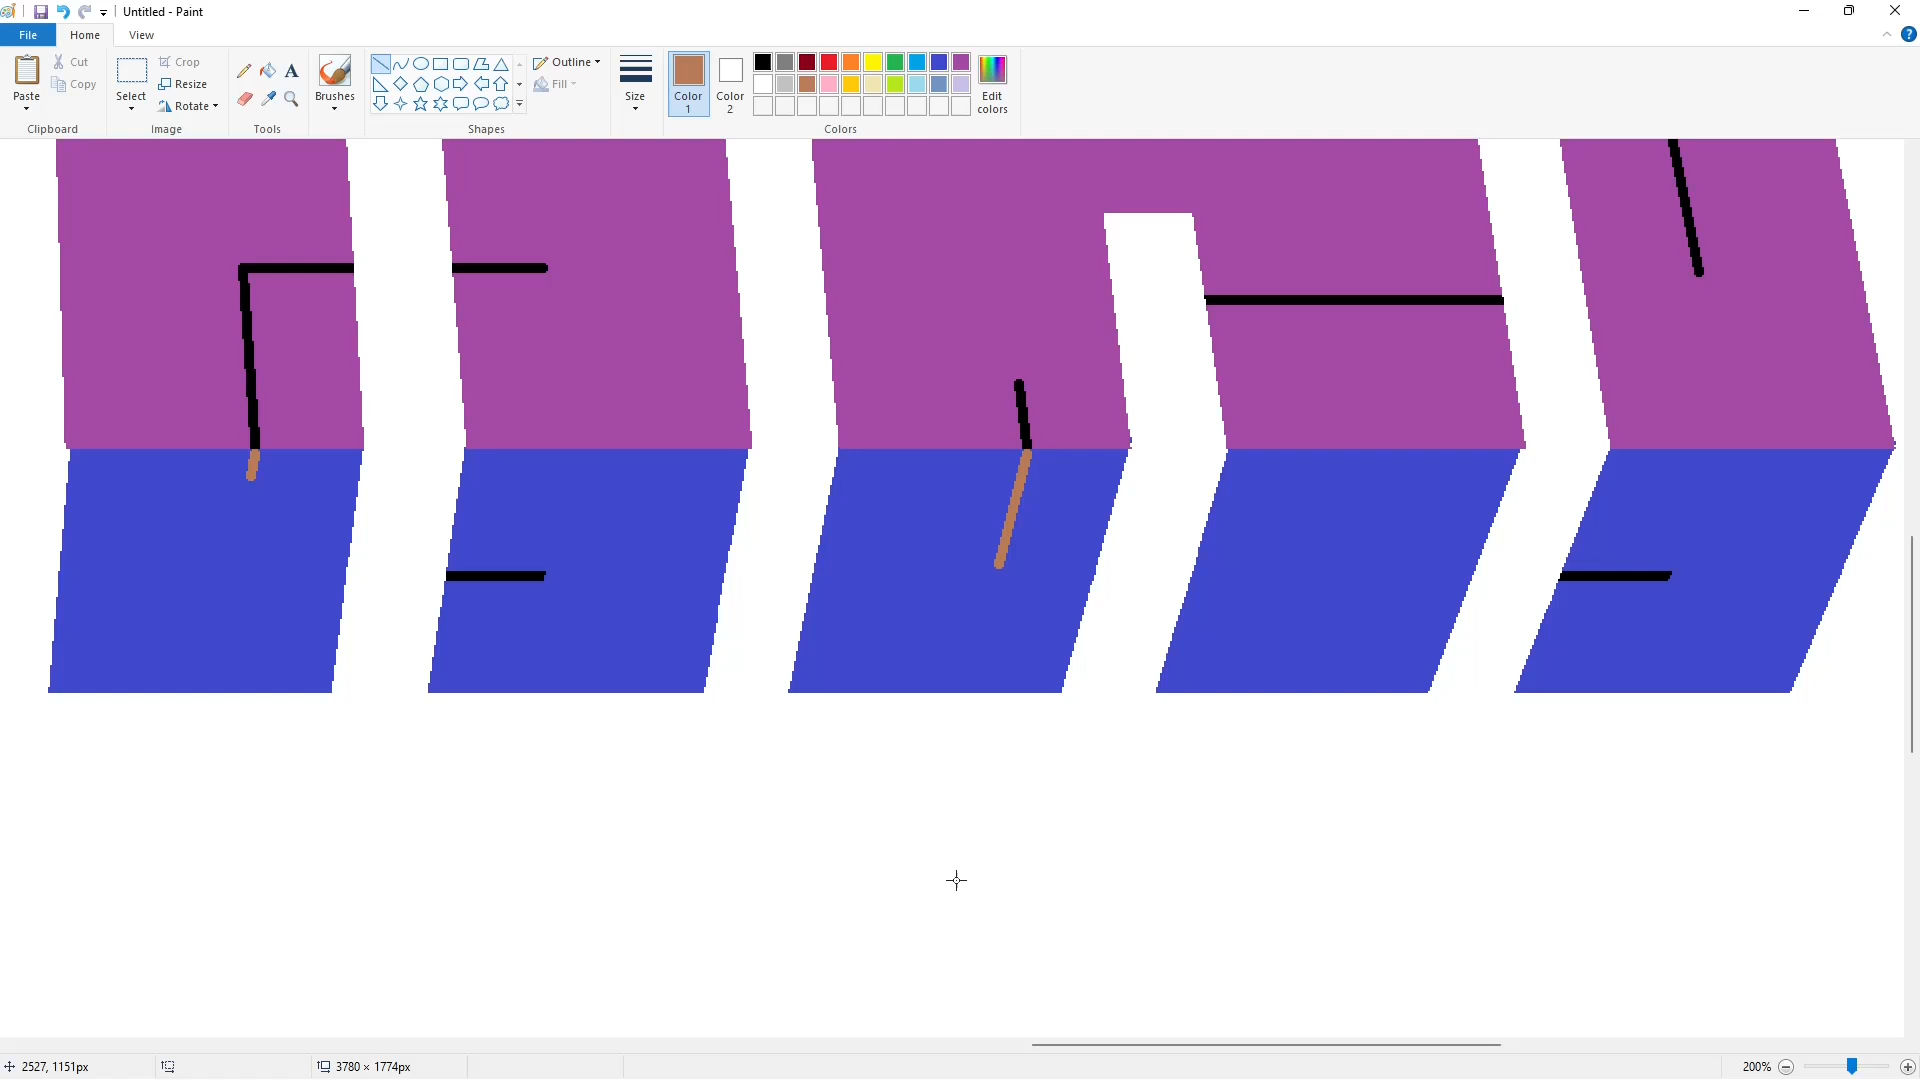 Untitled - Paint
File Home View
Paste Cut Copy Clipboard
Select Crop Resize Rotate Image
Tools
Brushes
Outline Fill Shapes
Size
Color 1 Color 2 Edit colors Colors
2527, 1151px 3780 × 1774px 200%